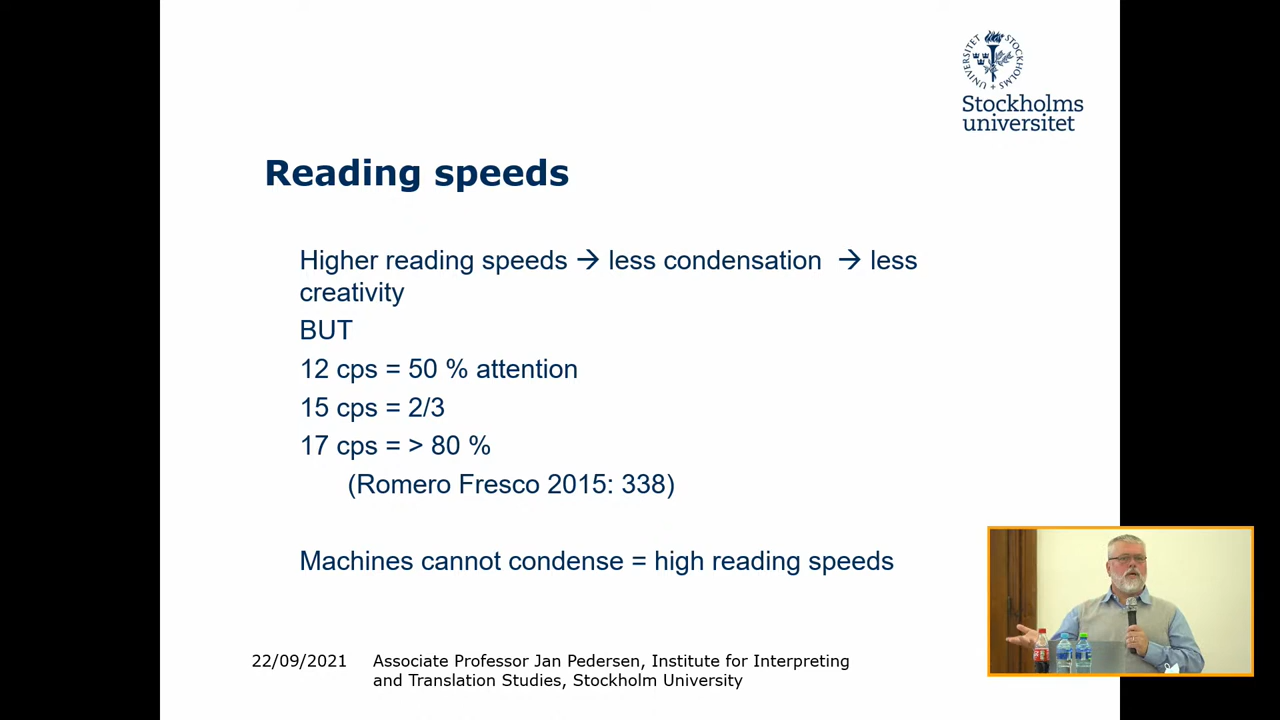 STOCKHOLMS UNIVERSITET
Stockholms
universitet
Reading speeds
Higher reading speeds → less condensation → less
creativity
BUT
12 cps = 50 % attention
15 cps = 2/3
17 cps = > 80 %
(Romero Fresco 2015: 338)
Machines cannot condense = high reading speeds
22/09/2021 Associate Professor Jan Pedersen, Institute for Interpreting
and Translation Studies, Stockholm University